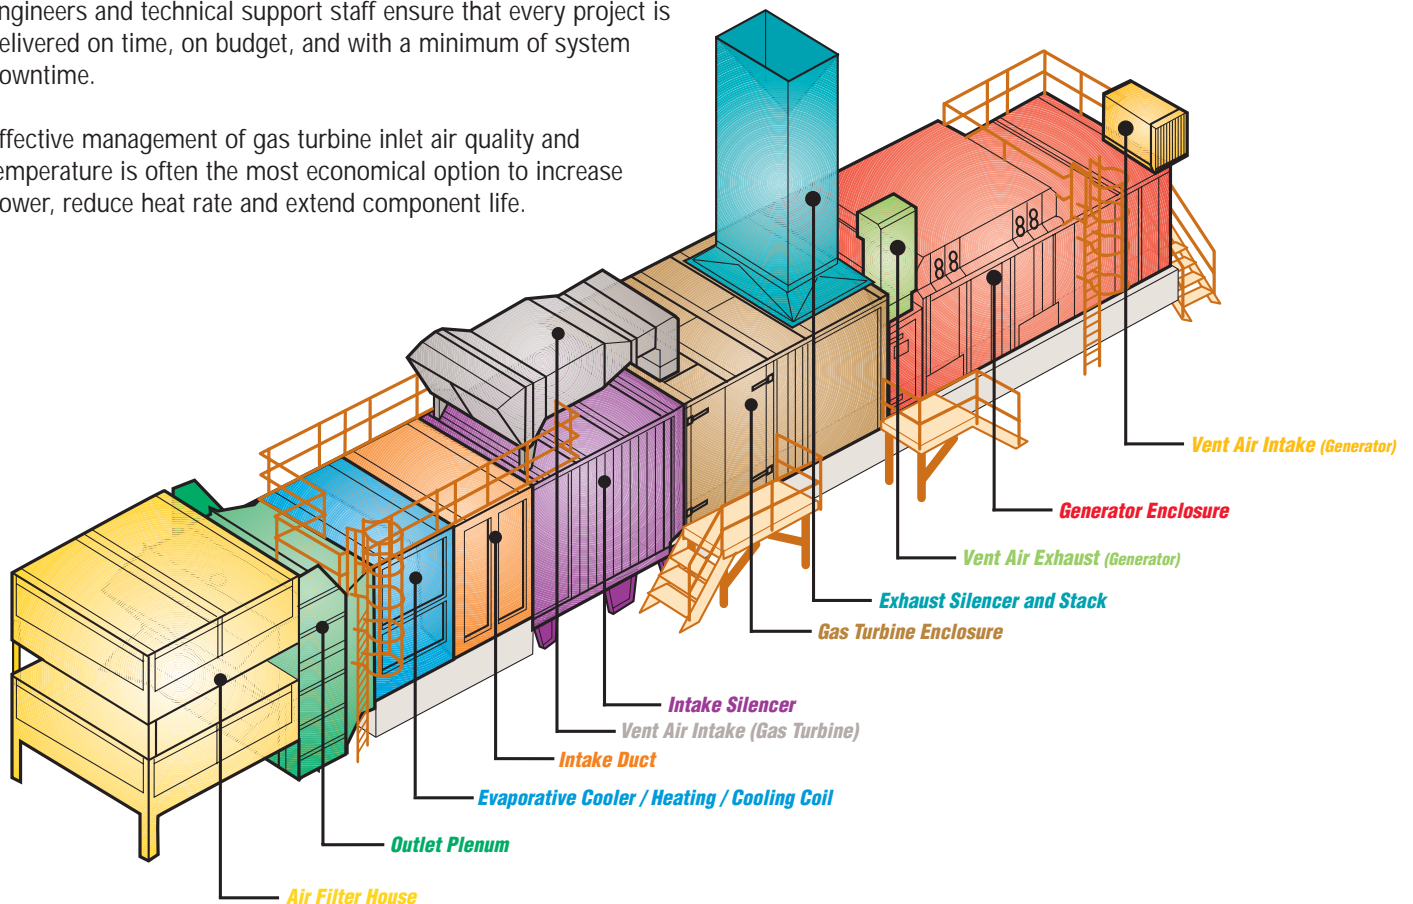 ngineers and technical support staff ensure that every project is
elivered on time, on budget, and with a minimum of system
owntime.
ffective management of gas turbine inlet air quality and
emperature is often the most economical option to increase
ower, reduce heat rate and extend component life.
88
88
Vent Air Intake (Generator)
Generator Enclosure
Vent Air Exhaust (Generator)
Exhaust Silencer and Stack
Gas Turbine Enclosure
Intake Silencer
Vent Air Intake (Gas Turbine)
Intake Duct
Evaporative Cooler / Heating / Cooling Coil
Outlet Plenum
Air Filter House